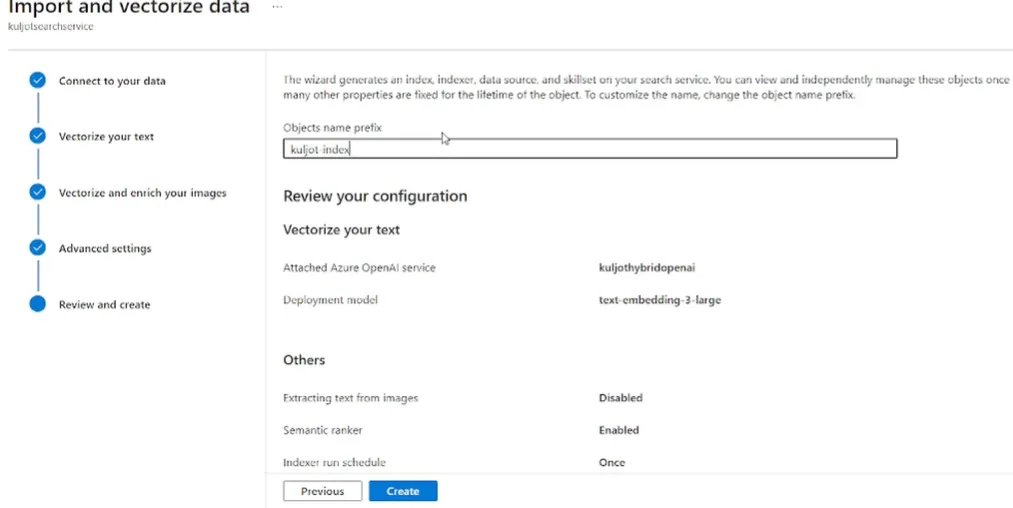 Import and vectorize data ...
kuljotsearchservice
Connect to your data
Vectorize your text
Vectorize and enrich your images
Advanced settings
Review and create
The wizard generates an index, indexer, data source, and skillset on your search service. You can view and independently manage these objects once
many other properties are fixed for the lifetime of the object. To customize the name, change the object name prefix.
Objects name prefix
kuljot-index
Review your configuration
Vectorize your text
Attached Azure OpenAI service kuljothybridopenai
Deployment model text-embedding-3-large
Others
Extracting text from images Disabled
Semantic ranker Enabled
Indexer run schedule Once
Previous Create